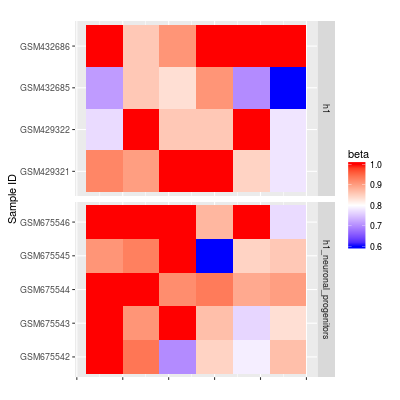 GSM432686
GSM432685
GSM429322
GSM429321
h1
GSM675546
GSM675545
GSM675544
GSM675543
GSM675542
h1_neuronal_progenitors
Sample ID
beta
1.0
0.9
0.8
0.7
0.6